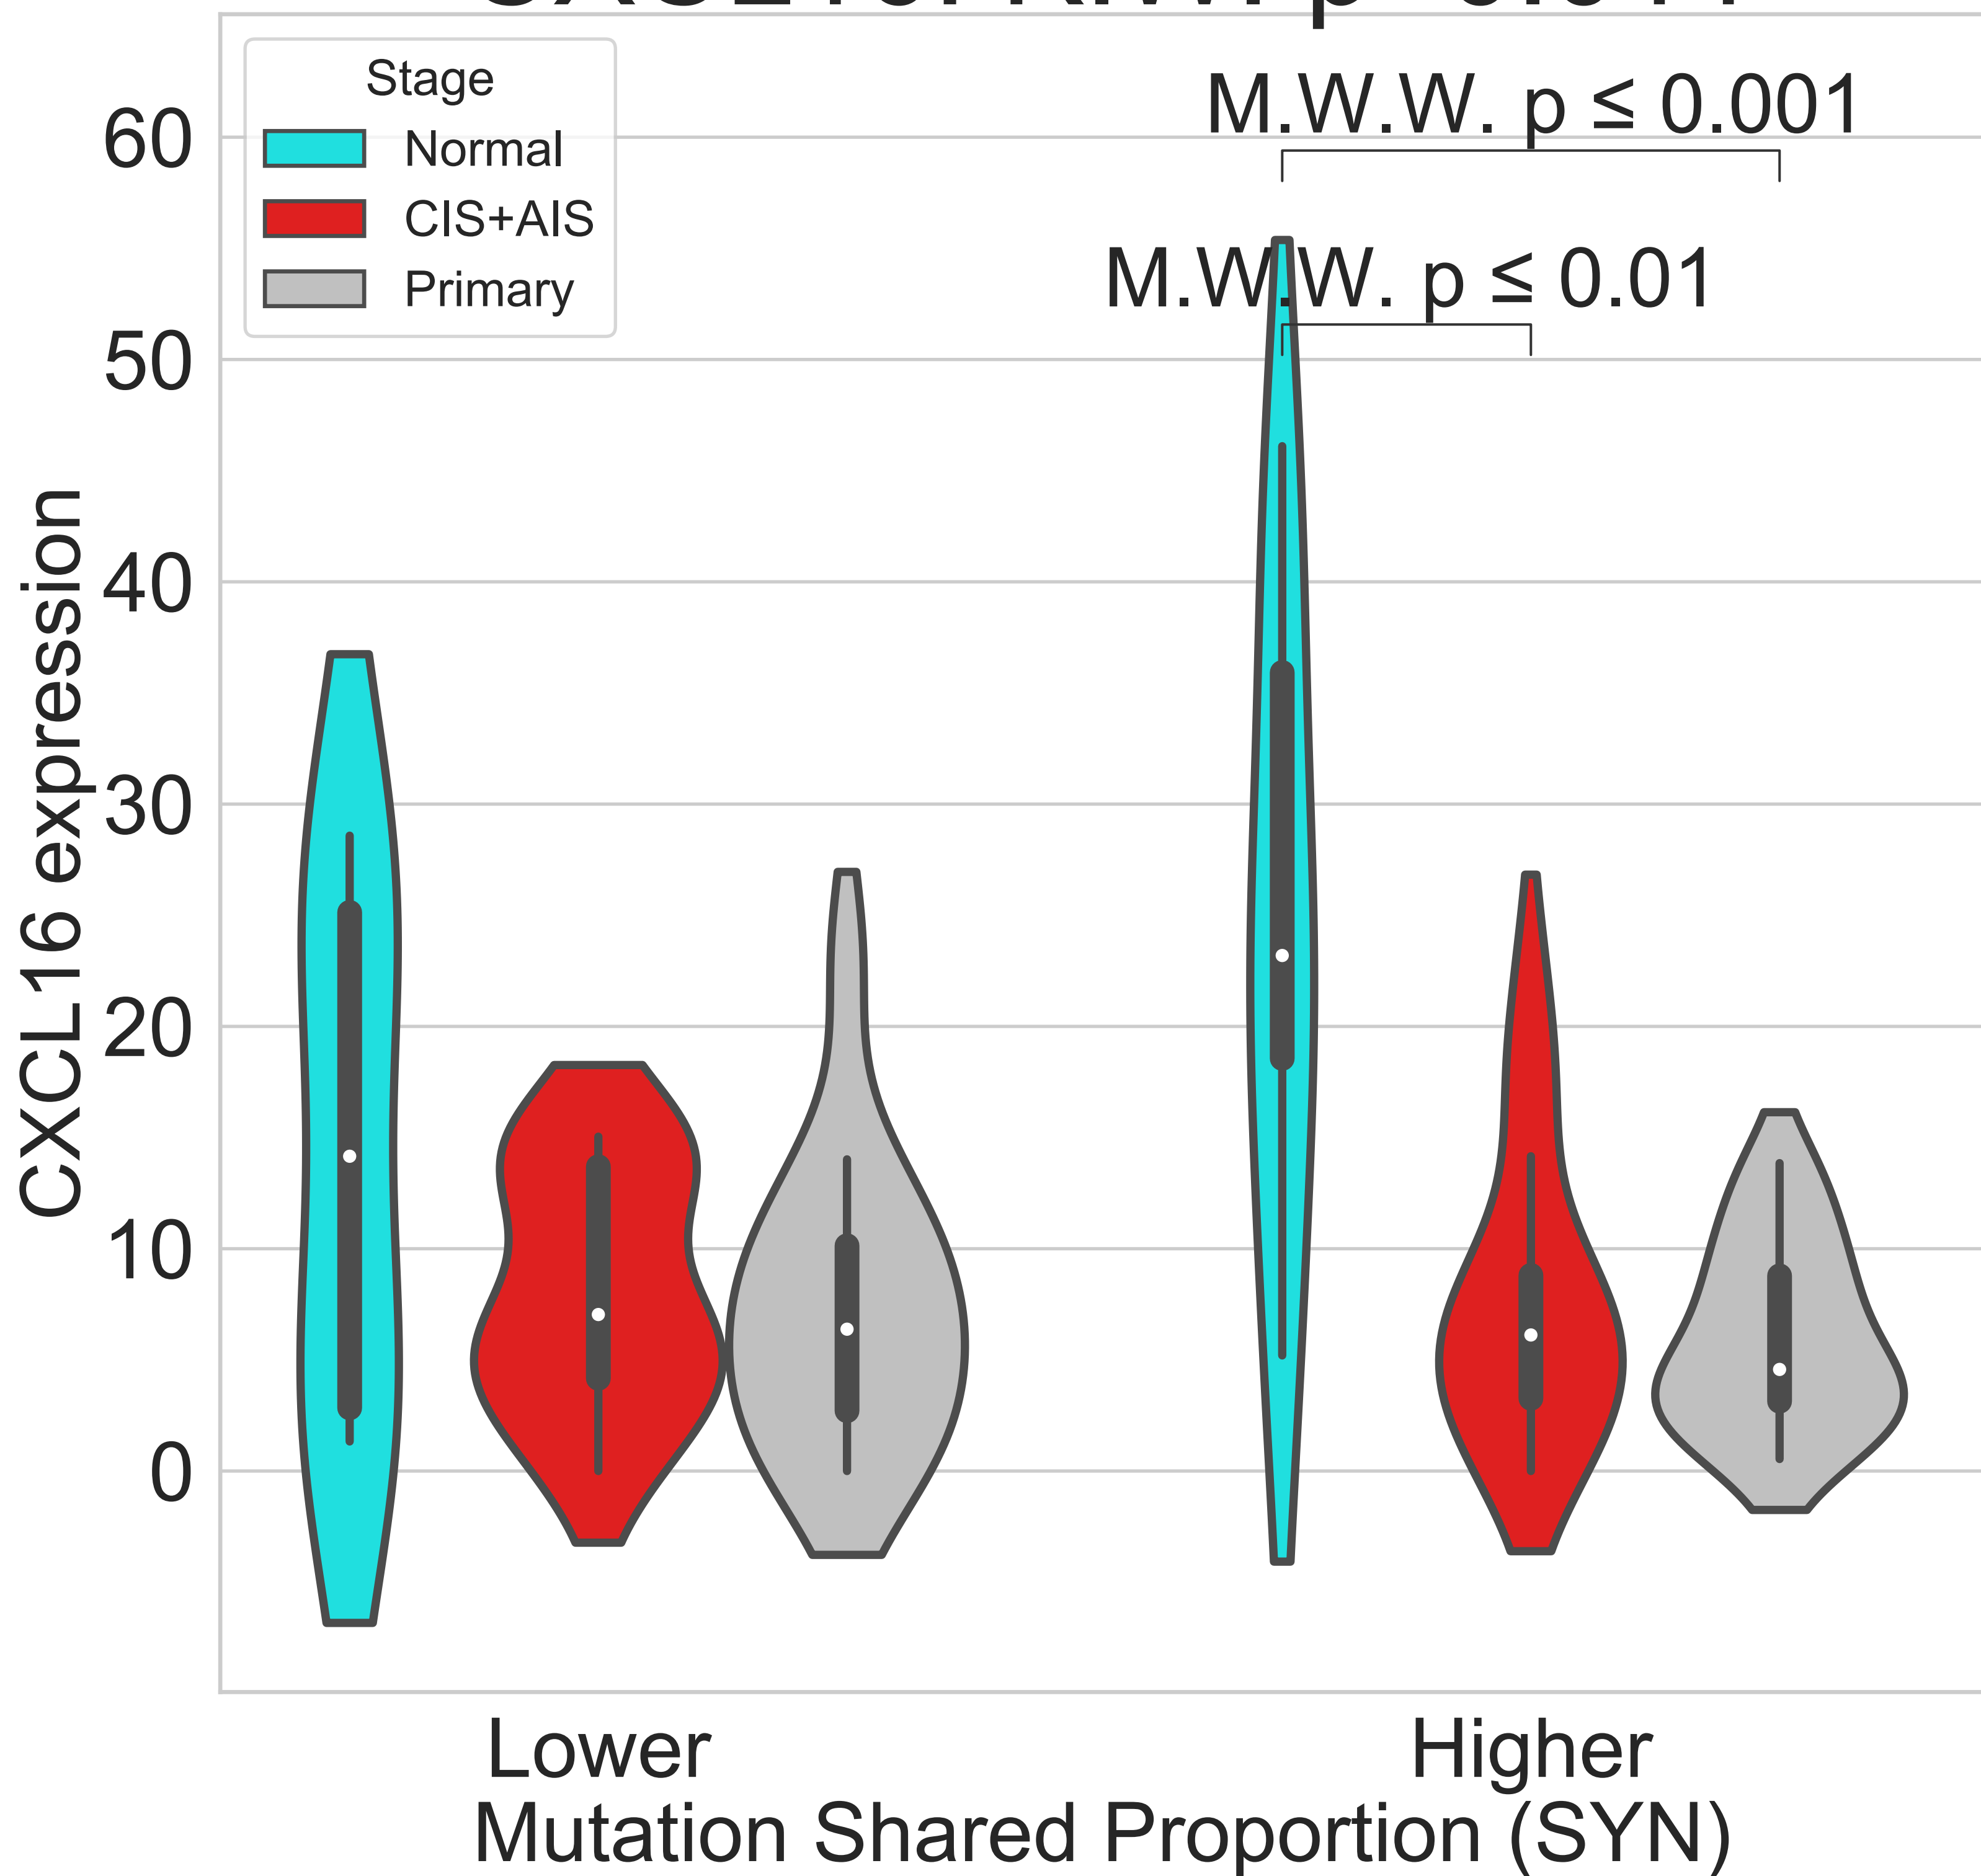 Stage
Normal
CIS+AIS
Primary
M.W.W. p ≤ 0.001
M.W.W. p ≤ 0.01
60
50
40
30
20
10
0
CXCL16 expression
Lower
Higher
Mutation Shared Proportion (SYN)